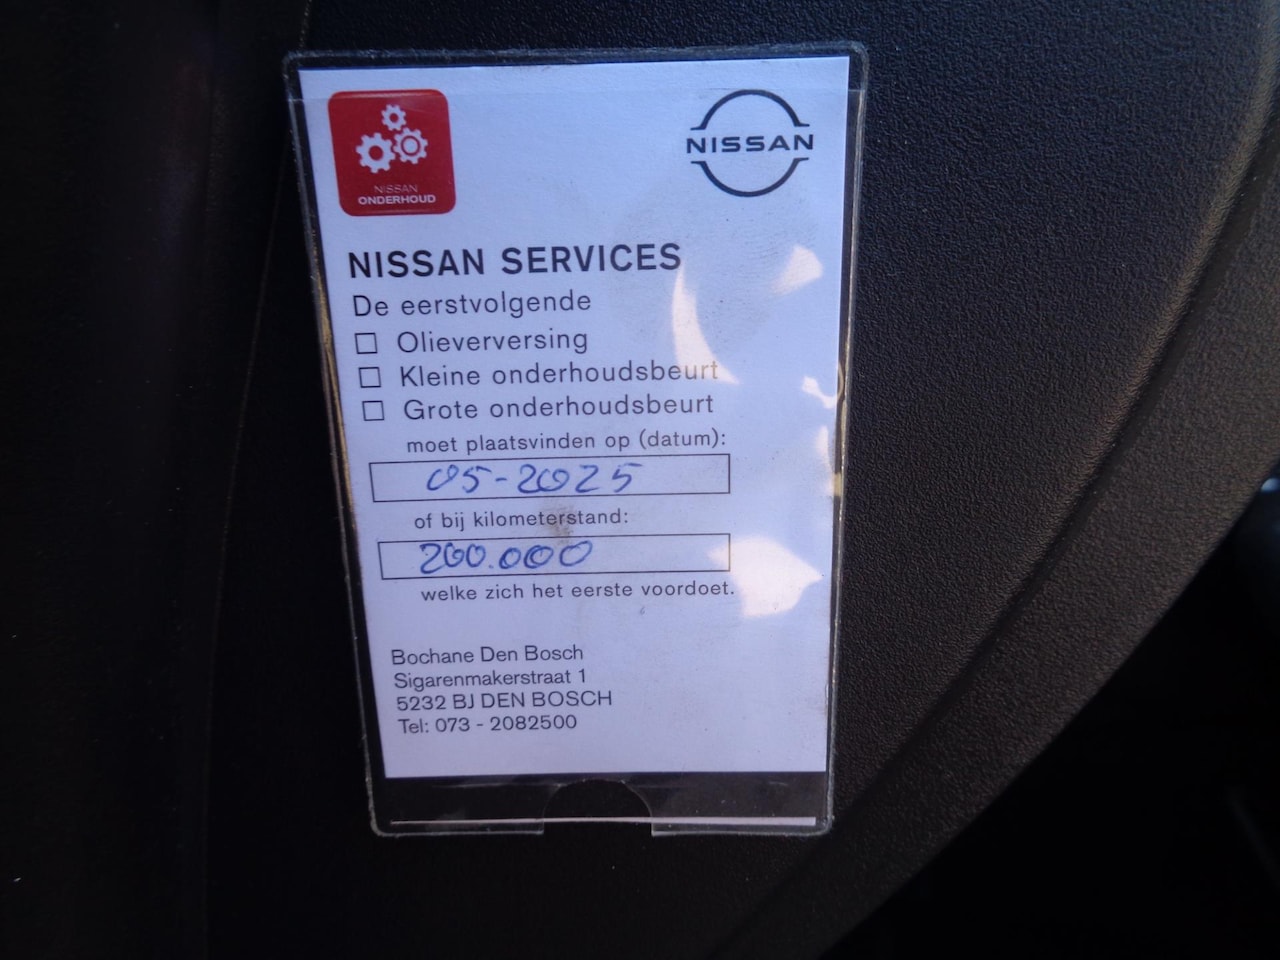 NISSAN
ONDERHOUD
NISSAN
NISSAN SERVICES
De eerstvolgende
☐ Olieverversing
☐ Kleine onderhoudsbeurt
☐ Grote onderhoudsbeurt
moet plaatsvinden op (datum):
05-2025
of bij kilometerstand:
200.000
welke zich het eerste voordoet.
Bochane Den Bosch
Sigarenmakerstraat 1
5232 BJ DEN BOSCH
Tel: 073 - 2082500